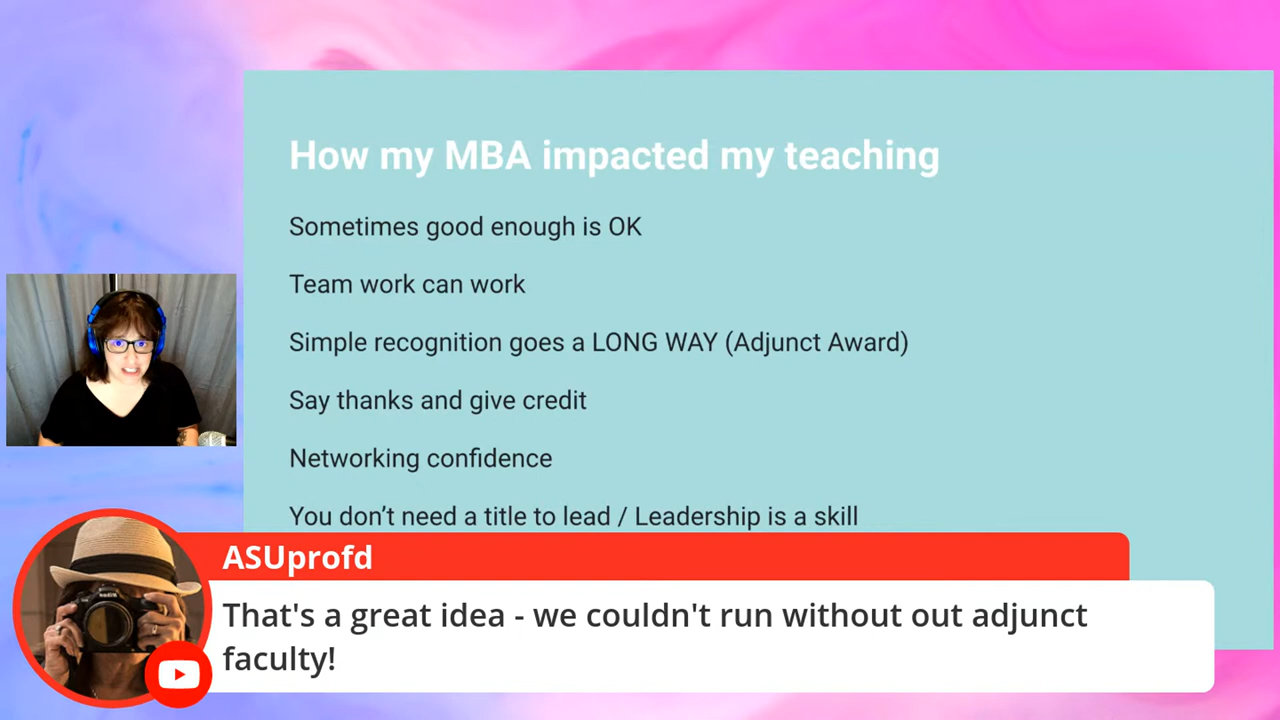 How my MBA impacted my teaching
Sometimes good enough is OK
Team work can work
Simple recognition goes a LONG WAY (Adjunct Award)
Say thanks and give credit
Networking confidence
You don’t need a title to lead / Leadership is a skill
ASUprofd
That's a great idea - we couldn't run without out adjunct
faculty!